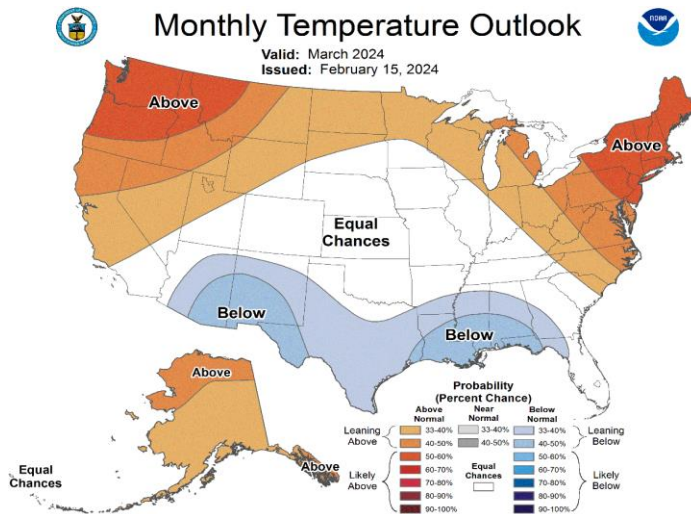 Monthly Temperature Outlook
NOAA
Valid: March 2024
Issued: February 15, 2024
Above
Above
Equal
Chances
Below
Below
Above
Above
Equal
Chances
Probability
(Percent Chance)
Above Normal
Near Normal
Below Normal
Leaning Above
33-40%
40-50%
33-40%
40-50%
33-40%
40-50%
Leaning Below
Likely Above
50-60%
60-70%
70-80%
80-90%
90-100%
Equal Chances
50-60%
60-70%
70-80%
80-90%
90-100%
Likely Below